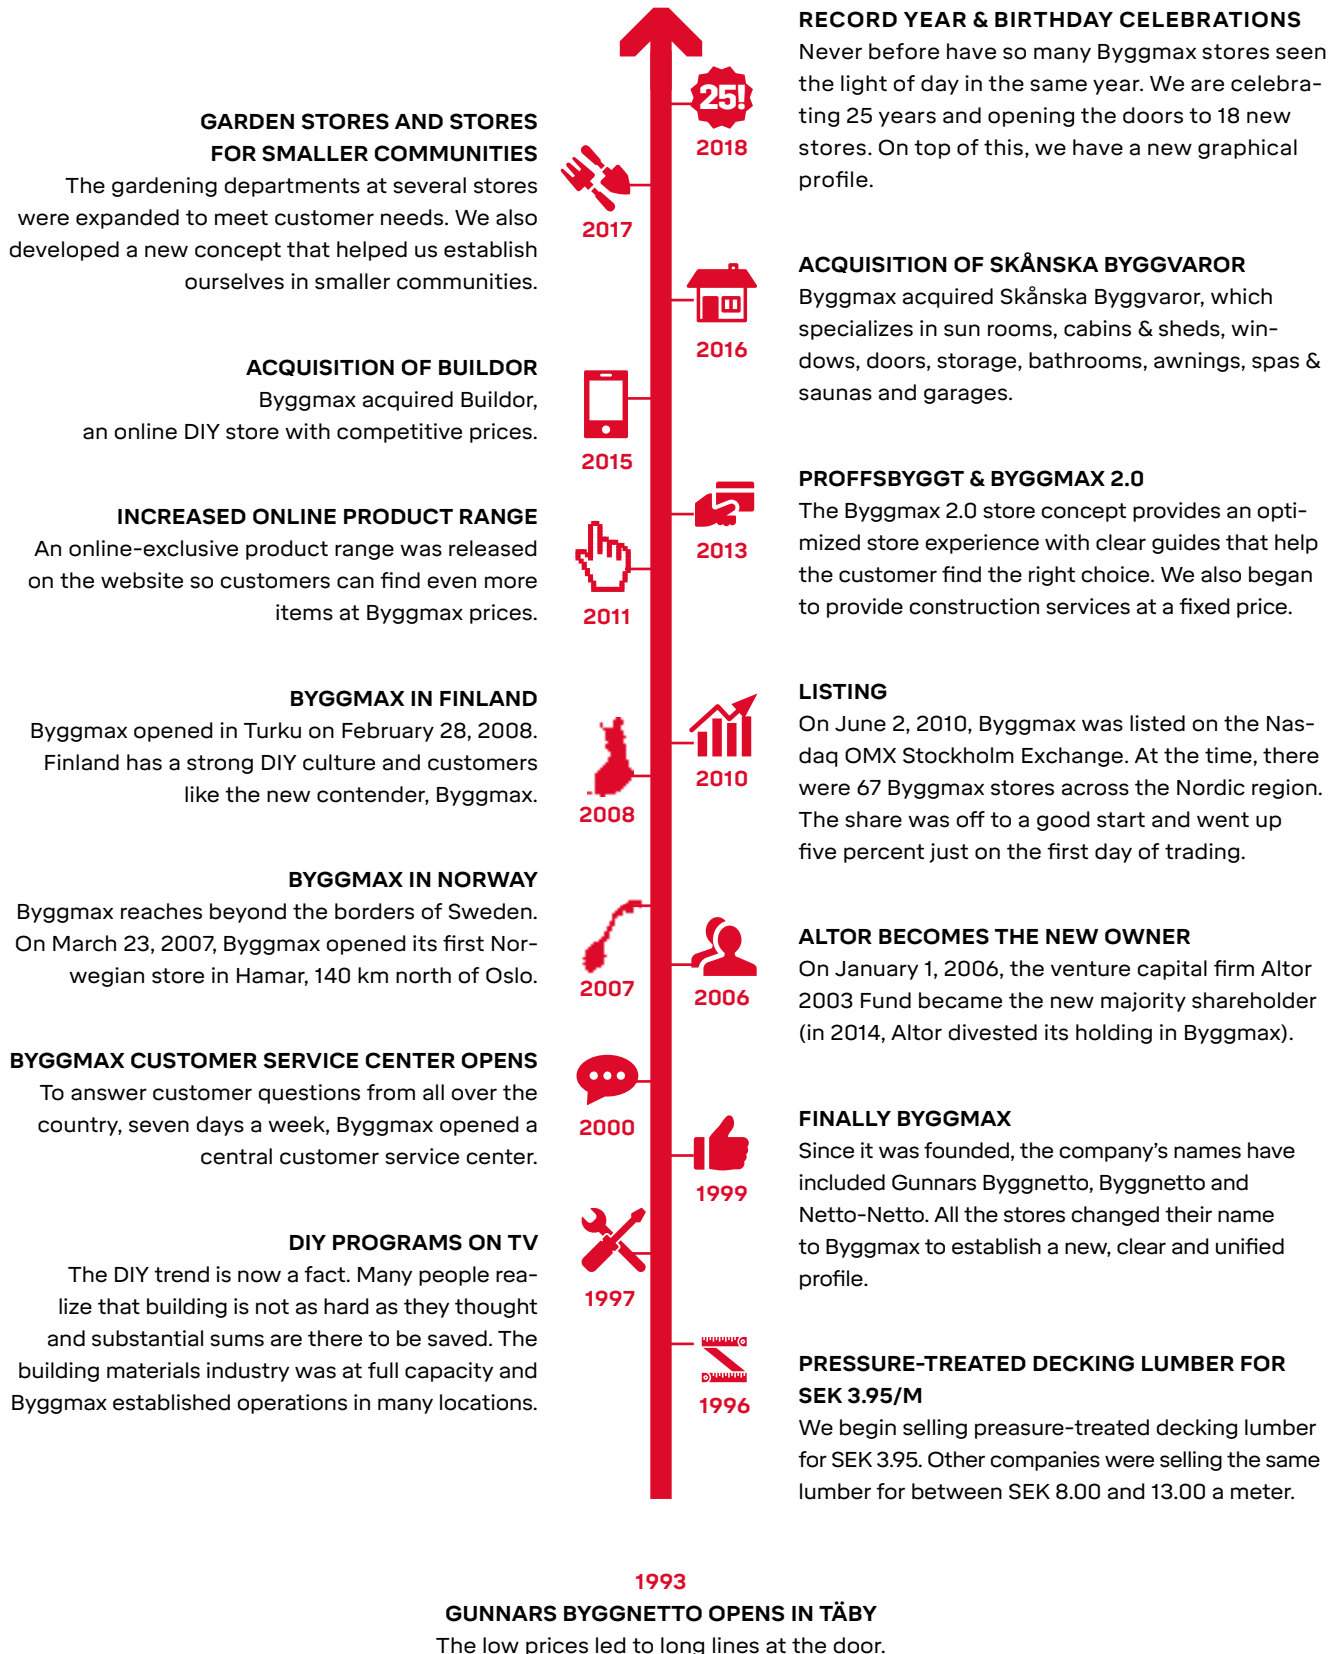 RECORD YEAR & BIRTHDAY CELEBRATIONS
Never before have so many Byggmax stores seen
the light of day in the same year. We are celebra-
ting 25 years and opening the doors to 18 new
stores. On top of this, we have a new graphical
profile.
25!
2018
GARDEN STORES AND STORES
FOR SMALLER COMMUNITIES
The gardening departments at several stores
were expanded to meet customer needs. We also
developed a new concept that helped us establish
ourselves in smaller communities.
2017
ACQUISITION OF SKÅNSKA BYGGVAROR
Byggmax acquired Skånska Byggvaror, which
specializes in sun rooms, cabins & sheds, win-
dows, doors, storage, bathrooms, awnings, spas &
saunas and garages.
2016
ACQUISITION OF BUILDOR
Byggmax acquired Buildor,
an online DIY store with competitive prices.
2015
PROFFSBYGGT & BYGGMAX 2.0
The Byggmax 2.0 store concept provides an opti-
mized store experience with clear guides that help
the customer find the right choice. We also began
to provide construction services at a fixed price.
2013
INCREASED ONLINE PRODUCT RANGE
An online-exclusive product range was released
on the website so customers can find even more
items at Byggmax prices.
2011
LISTING
On June 2, 2010, Byggmax was listed on the Nas-
daq OMX Stockholm Exchange. At the time, there
were 67 Byggmax stores across the Nordic region.
The share was off to a good start and went up
five percent just on the first day of trading.
2010
BYGGMAX IN FINLAND
Byggmax opened in Turku on February 28, 2008.
Finland has a strong DIY culture and customers
like the new contender, Byggmax.
2008
BYGGMAX IN NORWAY
Byggmax reaches beyond the borders of Sweden.
On March 23, 2007, Byggmax opened its first Nor-
wegian store in Hamar, 140 km north of Oslo.
2007
ALTOR BECOMES THE NEW OWNER
On January 1, 2006, the venture capital firm Altor
2003 Fund became the new majority shareholder
(in 2014, Altor divested its holding in Byggmax).
2006
BYGGMAX CUSTOMER SERVICE CENTER OPENS
To answer customer questions from all over the
country, seven days a week, Byggmax opened a
central customer service center.
2000
FINALLY BYGGMAX
Since it was founded, the company's names have
included Gunnars Byggnetto, Byggnetto and
Netto-Netto. All the stores changed their name
to Byggmax to establish a new, clear and unified
profile.
1999
DIY PROGRAMS ON TV
The DIY trend is now a fact. Many people rea-
lize that building is not as hard as they thought
and substantial sums are there to be saved. The
building materials industry was at full capacity and
Byggmax established operations in many locations.
1997
PRESSURE-TREATED DECKING LUMBER FOR
SEK 3.95/M
We begin selling preasure-treated decking lumber
for SEK 3.95. Other companies were selling the same
lumber for between SEK 8.00 and 13.00 a meter.
1996
1993
GUNNARS BYGGNETTO OPENS IN TÄBY
The low prices led to long lines at the door.